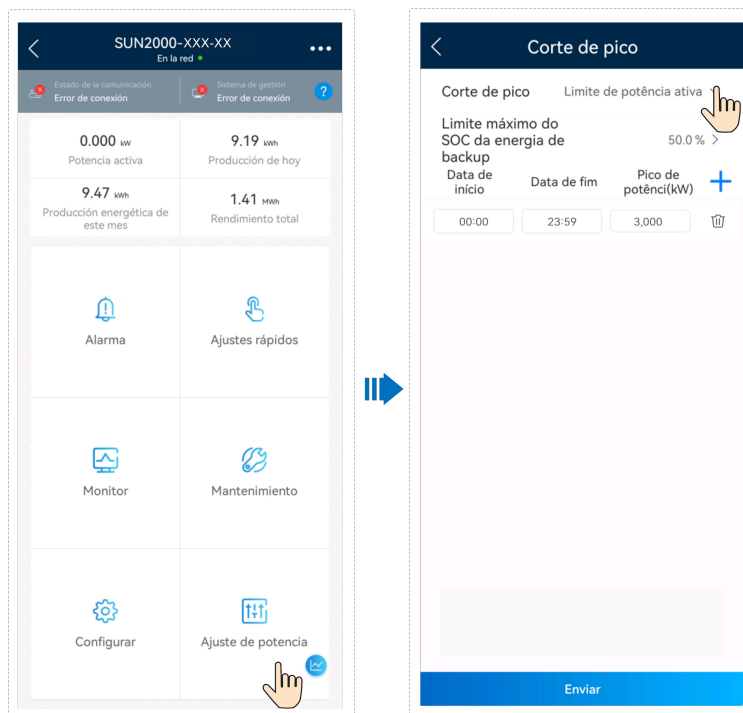 SUN2000-XXX-XX
En la red
Estado de la comunicación
Error de conexión
Sistema de gestión
Error de conexión
?
0.000 kW
Potencia activa
9.19 kWh
Producción de hoy
9.47 kWh
Producción energética de
este mes
1.41 MWh
Rendimiento total
Alarma
Ajustes rápidos
Monitor
Mantenimiento
Configurar
Ajuste de potencia
Corte de pico
Corte de pico
Limite de potência ativa
Limite máximo do
SOC da energia de
backup
50.0 %
Data de
início
Data de fim
Pico de
potênci(kW)
00:00
23:59
3,000
Enviar